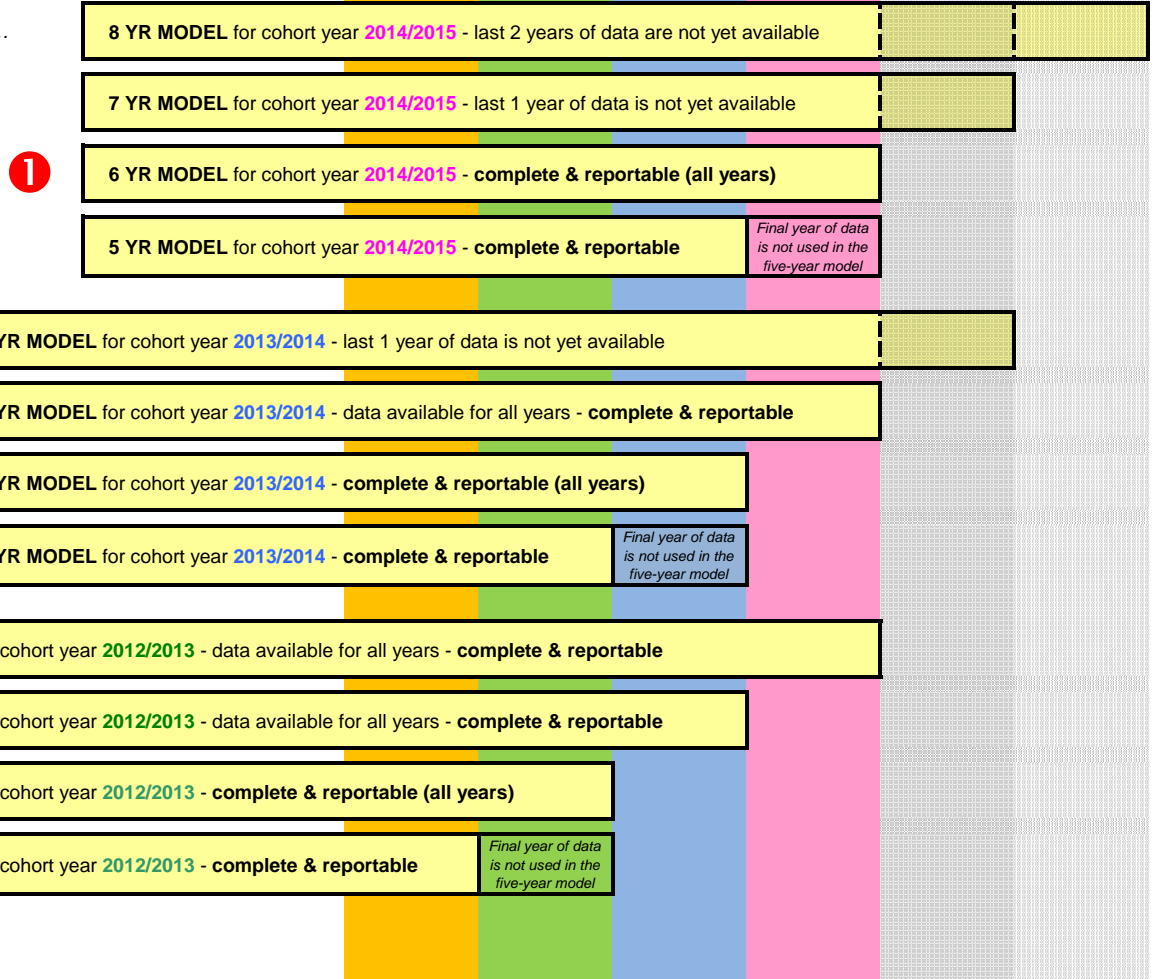 ..
8 YR MODEL for cohort year 2014/2015 - last 2 years of data are not yet available
7 YR MODEL for cohort year 2014/2015 - last 1 year of data is not yet available
1
6 YR MODEL for cohort year 2014/2015 - complete & reportable (all years)
5 YR MODEL for cohort year 2014/2015 - complete & reportable
Final year of data
is not used in the
five-year model
YR MODEL for cohort year 2013/2014 - last 1 year of data is not yet available
YR MODEL for cohort year 2013/2014 - data available for all years - complete & reportable
YR MODEL for cohort year 2013/2014 - complete & reportable (all years)
YR MODEL for cohort year 2013/2014 - complete & reportable
Final year of data
is not used in the
five-year model
cohort year 2012/2013 - data available for all years - complete & reportable
cohort year 2012/2013 - data available for all years - complete & reportable
cohort year 2012/2013 - complete & reportable (all years)
cohort year 2012/2013 - complete & reportable
Final year of data
is not used in the
five-year model